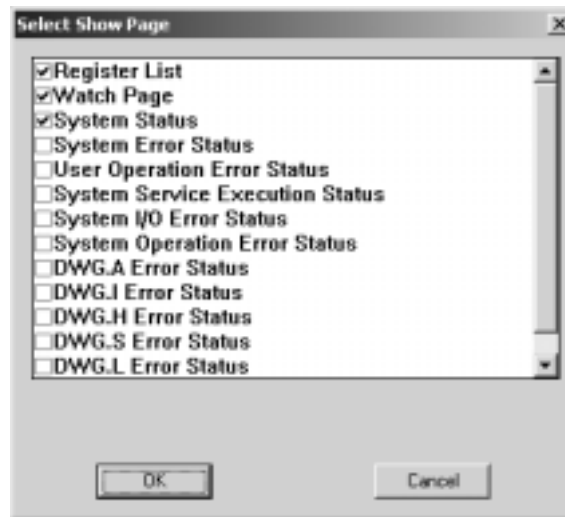 Select Show Page
Register List
Watch Page
System Status
System Error Status
User Operation Error Status
System Service Execution Status
System I/O Error Status
System Operation Error Status
DWG.A Error Status
DWG.I Error Status
DWG.H Error Status
DWG.S Error Status
DWG.L Error Status
OK
Cancel